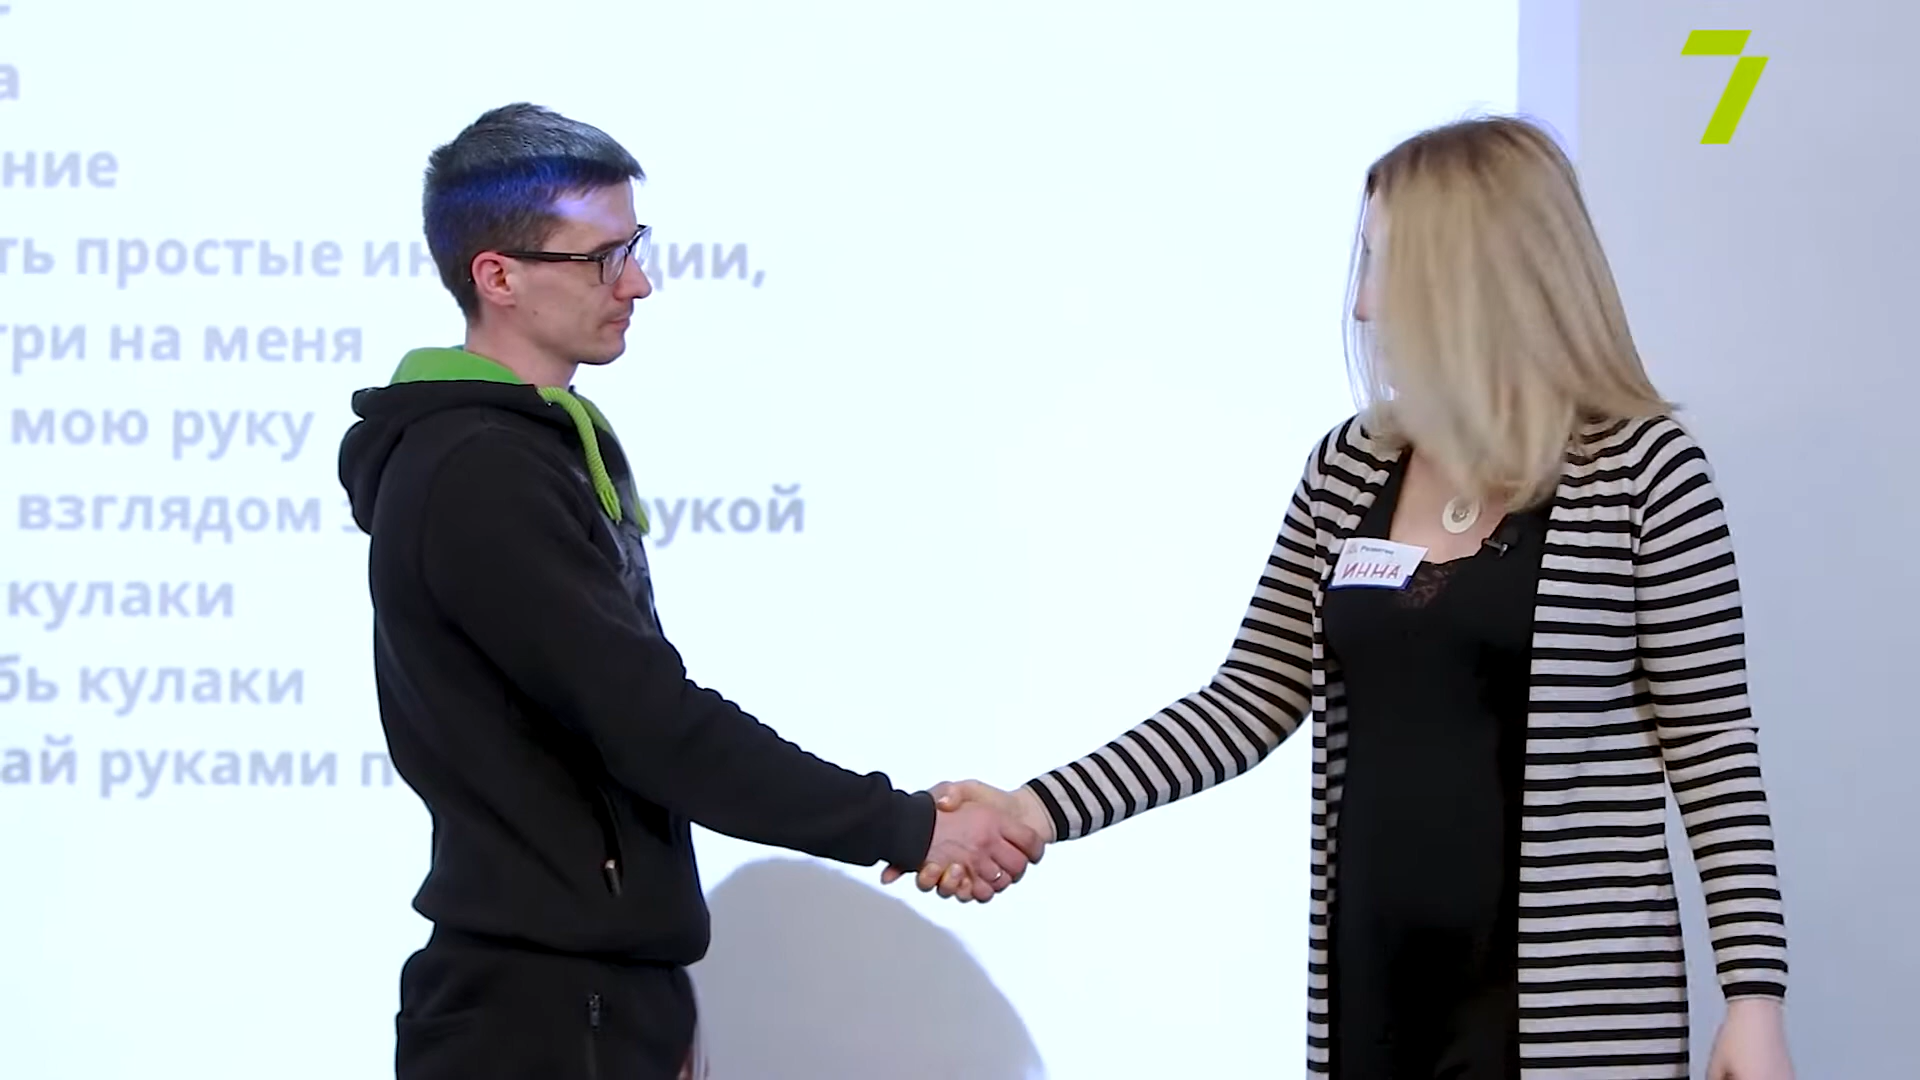 а
ние
ть простые ин ции,
три на меня
мою руку
взглядом з рукой
кулаки
бь кулаки
ай руками п
7
Развитие
ИННА